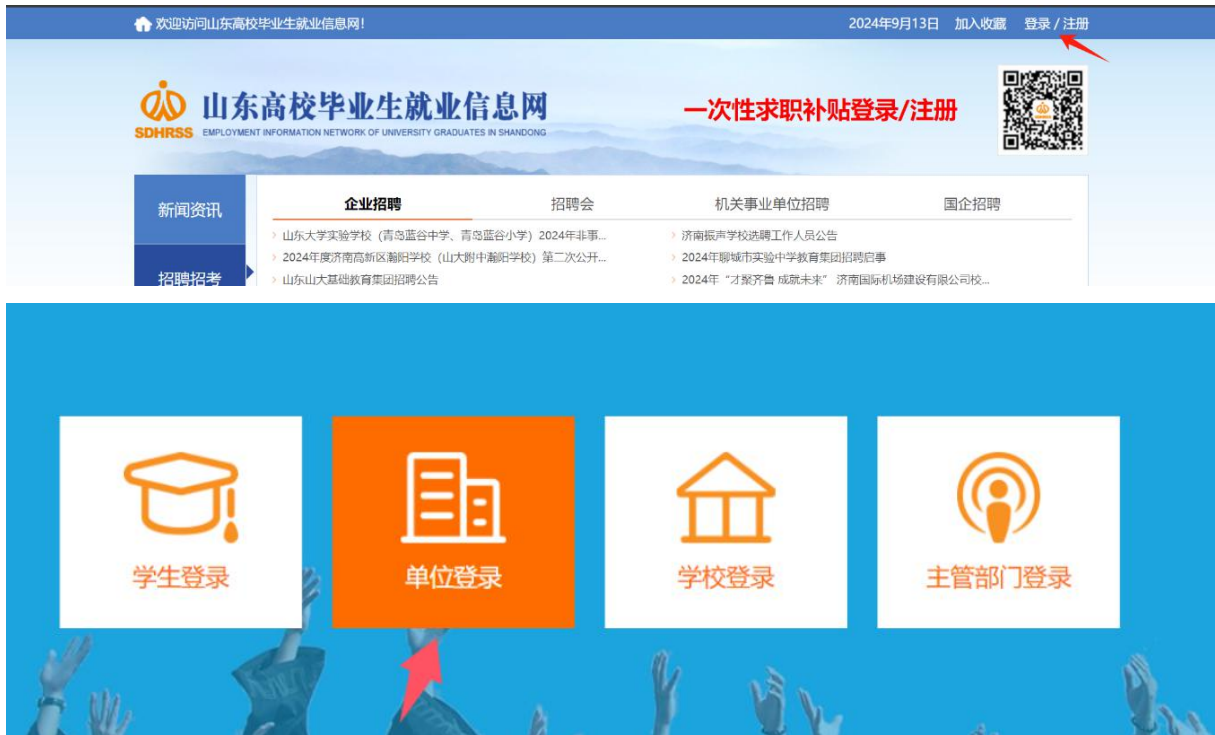 欢迎访问山东高校毕业生就业信息网！
2024年9月13日 加入收藏 登录 / 注册
山东高校毕业生就业信息网
SDHRSS EMPLOYMENT INFORMATION NETWORK OF UNIVERSITY GRADUATES IN SHANDONG
一次性求职补贴登录/注册
新闻资讯
招聘招考
企业招聘 招聘会 机关事业单位招聘 国企招聘
山东大学实验学校（青岛蓝谷中学、青岛蓝谷小学）2024年非事...
济南振声学校选聘工作人员公告
2024年度济南高新区瀚阳学校（山大附中瀚阳学校）第二次公开...
2024年聊城市实验中学教育集团招聘启事
山东山大基础教育集团招聘公告
2024年“才聚齐鲁 成就未来” 济南国际机场建设有限公司校...
学生登录 单位登录 学校登录 主管部门登录